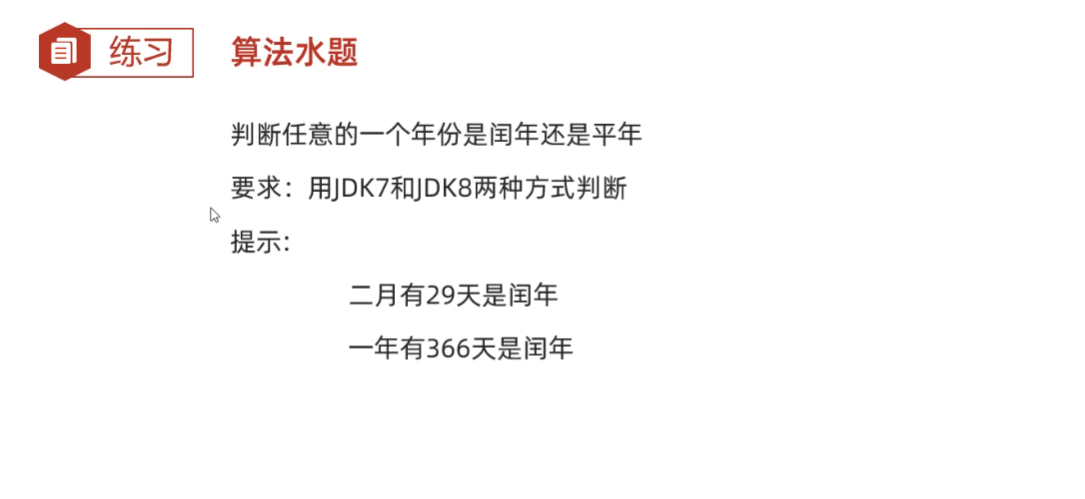 练习
算法水题
判断任意的一个年份是闰年还是平年
要求：用JDK7和JDK8两种方式判断
提示：
二月有29天是闰年
一年有366天是闰年